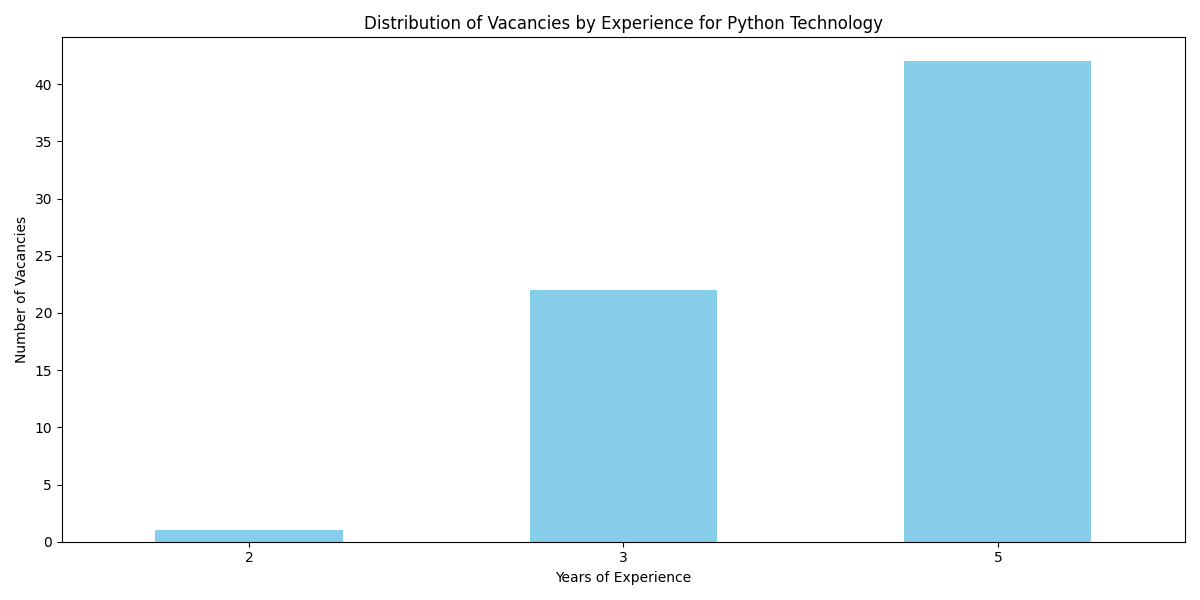 Distribution of Vacancies by Experience for Python Technology
Number of Vacancies
40
35
30
25
20
15
10
5
0
2 3 5
Years of Experience